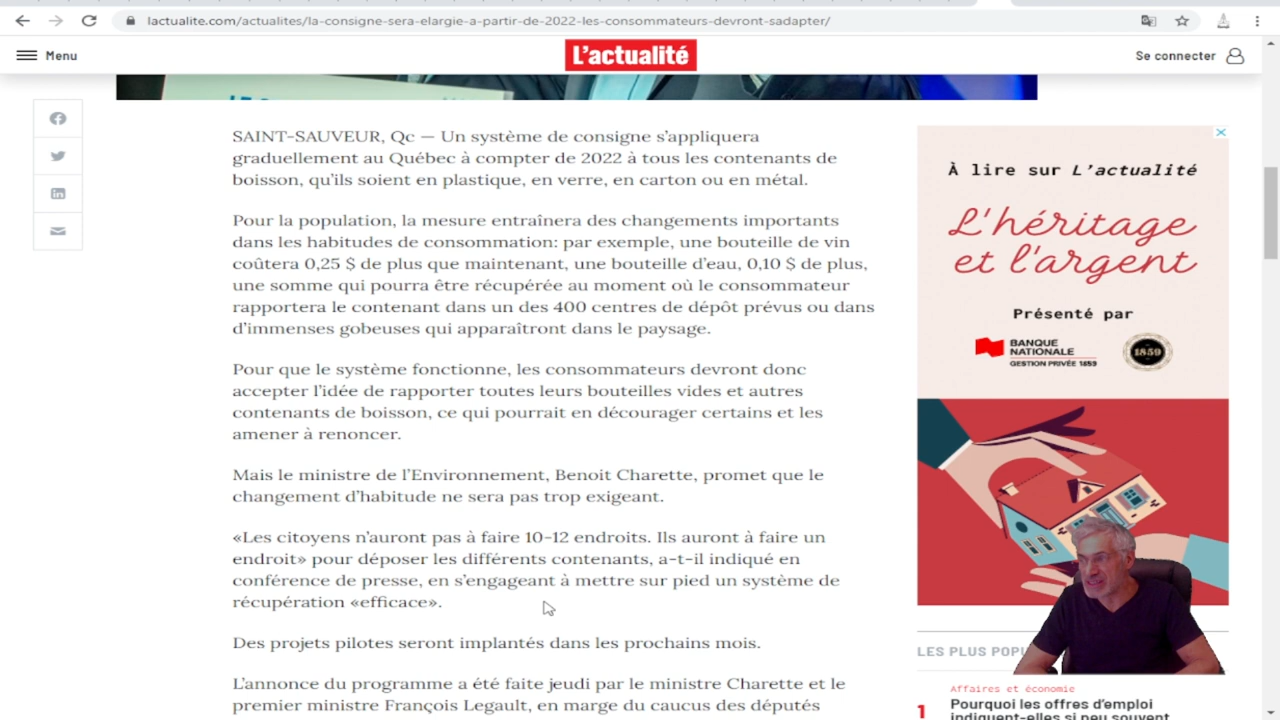 lactualite.com/actualites/la-consigne-sera-elargie-a-partir-de-2022-les-consommateurs-devront-sadapter/
Menu
L'actualité
Se connecter
SAINT-SAUVEUR, Qc — Un système de consigne s'appliquera
graduellement au Québec à compter de 2022 à tous les contenants de
boisson, qu'ils soient en plastique, en verre, en carton ou en métal.
Pour la population, la mesure entraînera des changements importants
dans les habitudes de consommation: par exemple, une bouteille de vin
coûtera 0,25 $ de plus que maintenant, une bouteille d'eau, 0,10 $ de plus,
une somme qui pourra être récupérée au moment où le consommateur
rapportera le contenant dans un des 400 centres de dépôt prévus ou dans
d'immenses gobeuses qui apparaîtront dans le paysage.
Pour que le système fonctionne, les consommateurs devront donc
accepter l'idée de rapporter toutes leurs bouteilles vides et autres
contenants de boisson, ce qui pourrait en décourager certains et les
amener à renoncer.
Mais le ministre de l'Environnement, Benoit Charette, promet que le
changement d'habitude ne sera pas trop exigeant.
«Les citoyens n'auront pas à faire 10-12 endroits. Ils auront à faire un
endroit» pour déposer les différents contenants, a-t-il indiqué en
conférence de presse, en s'engageant à mettre sur pied un système de
récupération «efficace».
Des projets pilotes seront implantés dans les prochains mois.
L'annonce du programme a été faite jeudi par le ministre Charette et le
premier ministre François Legault, en marge du caucus des députés
À lire sur L'actualité
L'héritage
et l'argent
Présenté par
BANQUE
NATIONALE
GESTION PRIVÉE 1859
1859
LES PLUS
Affaires et économie
1
Pourquoi les offres d'emploi
indiquent-elles si peu souvent